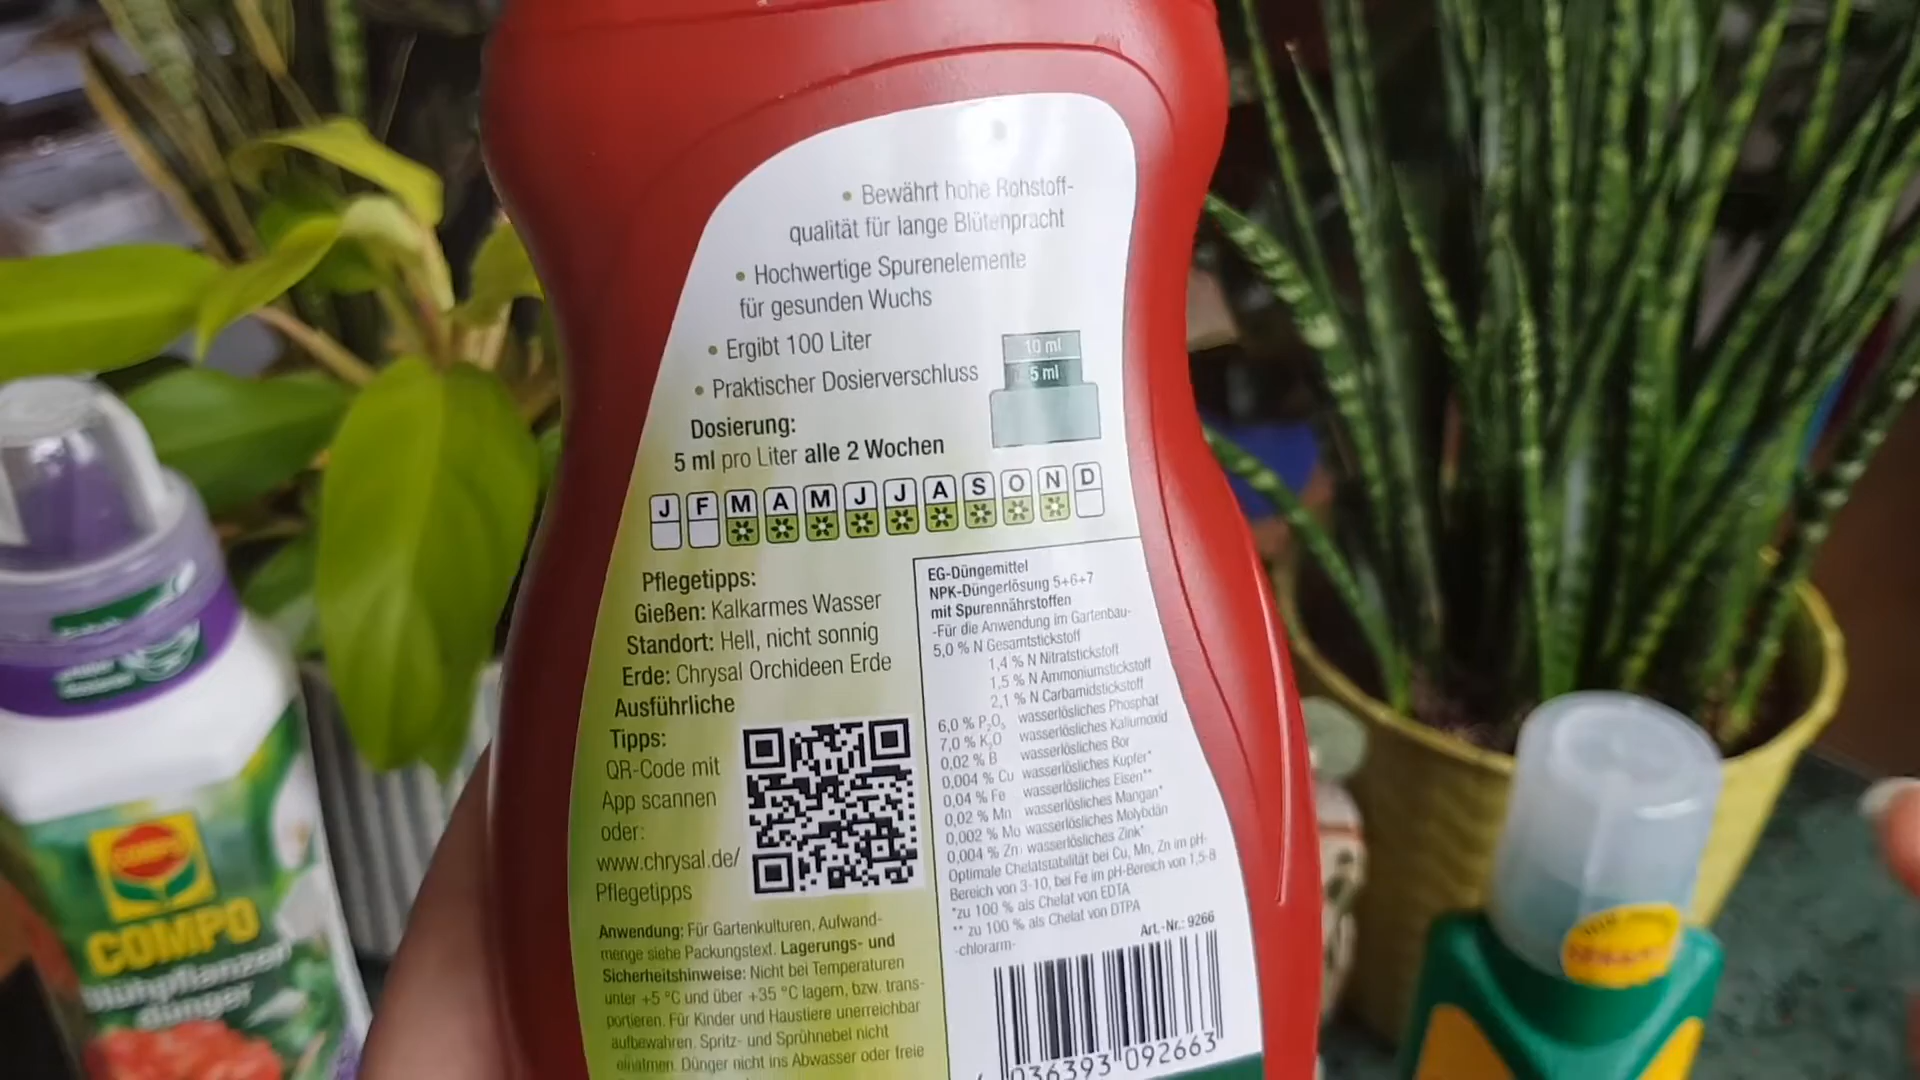 • Bewährt hohe Rohstoff-
qualität für lange Blütenpracht
• Hochwertige Spurenelemente
für gesunden Wuchs
• Ergibt 100 Liter
• Praktischer Dosierverschluss
10 ml
5 ml
Dosierung:
5 ml pro Liter alle 2 Wochen
J F M A M J J A S O N D
Pflegetipps:
Gießen: Kalkarmes Wasser
Standort: Hell, nicht sonnig
Erde: Chrysal Orchideen Erde
Ausführliche
Tipps:
QR-Code mit
App scannen
oder:
www.chrysal.de/
Pflegetipps
Anwendung: Für Gartenkulturen, Aufwand-
menge siehe Packungstext. Lagerungs- und
Sicherheitshinweise: Nicht bei Temperaturen
unter +5 °C und über +35 °C lagern, bzw. trans-
portieren. Für Kinder und Haustiere unerreichbar
aufbewahren. Spritz- und Sprühnebel nicht
einatmen. Dünger nicht ins Abwasser oder freie
EG-Düngemittel
NPK-Düngerlösung 5+6+7
mit Spurennährstoffen
-Für die Anwendung im Gartenbau-
5,0 % N Gesamtstickstoff
1,4 % N Nitratstickstoff
1,5 % N Ammoniumstickstoff
2,1 % N Carbamidstickstoff
6,0 % P2O5 wasserlösliches Phosphat
7,0 % K2O wasserlösliches Kaliumoxid
0,02 % B wasserlösliches Bor
0,004 % Cu wasserlösliches Kupfer*
0,04 % Fe wasserlösliches Eisen**
0,02 % Mn wasserlösliches Mangan*
0,002 % Mo wasserlösliches Molybdän
0,004 % Zn wasserlösliches Zink*
Optimale Chelatstabilität bei Cu, Mn, Zn im pH-
Bereich von 3-10, bei Fe im pH-Bereich von 1,5-8
*zu 100 % als Chelat von EDTA
** zu 100 % als Chelat von DTPA
-chlorarm-
Art.-Nr.: 9266
036393 092663
COMPO
COMPO
Blühpflanzen
dünger